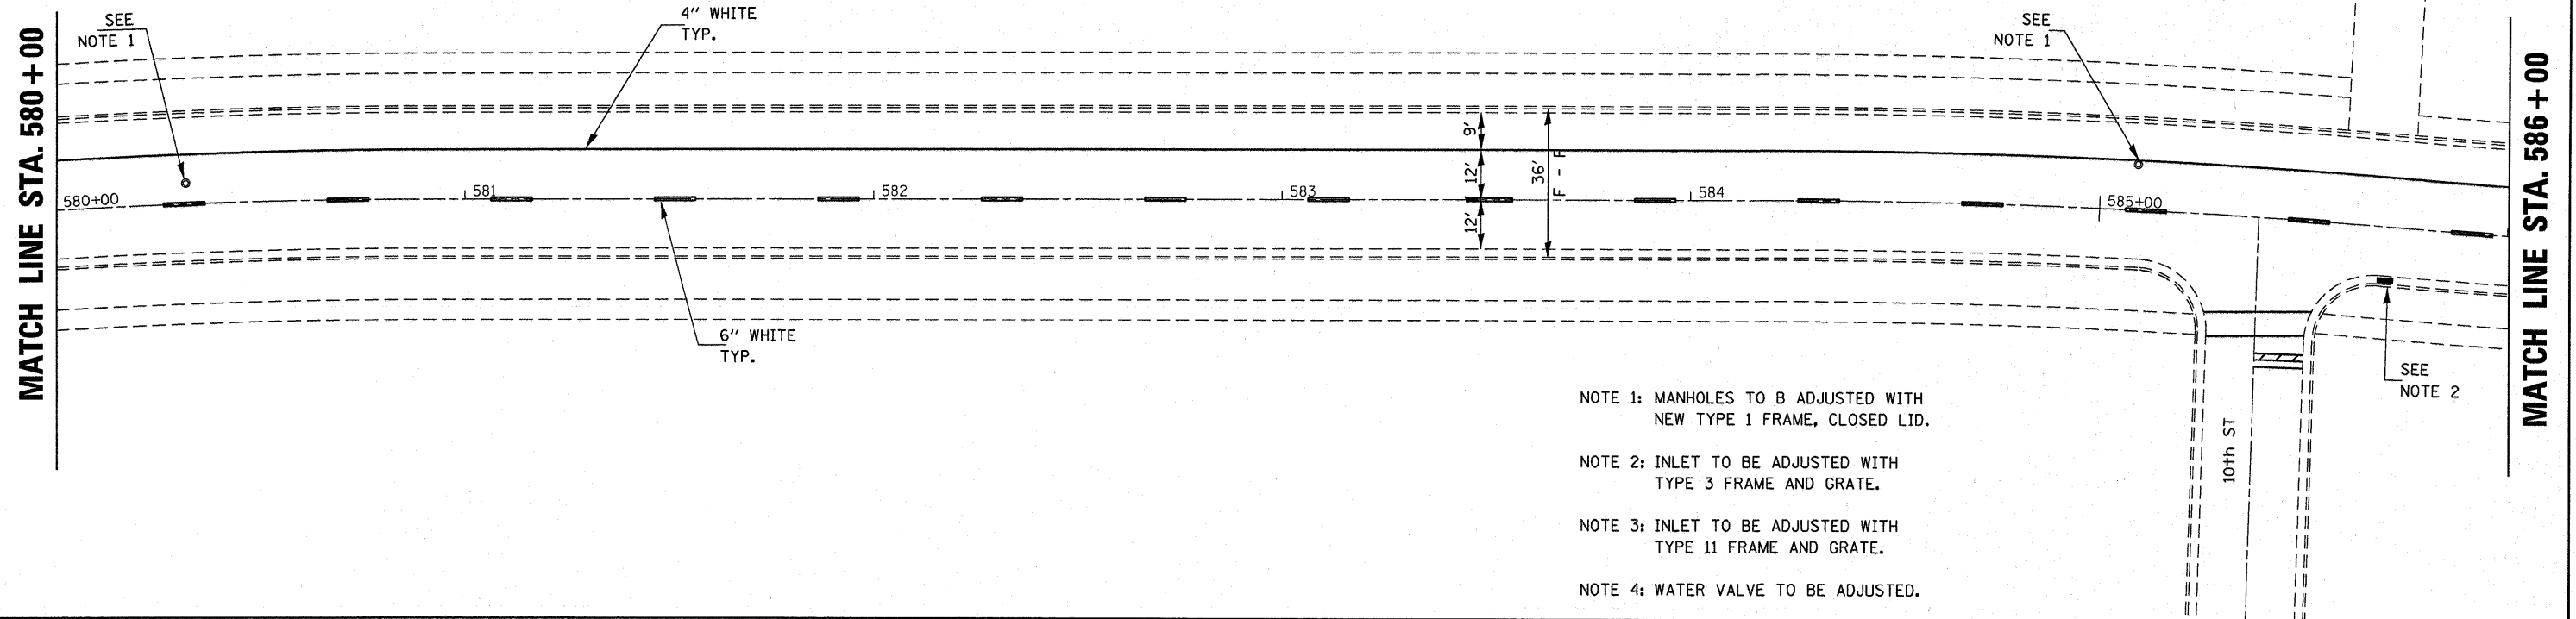 MATCH LINE STA. 580+00
SEE
NOTE 1
4" WHITE
TYP.
SEE
NOTE 1
MATCH LINE STA. 586+00
580+00
581
582
583
584
585+00
9'
12'
12'
36'
F - F
6" WHITE
TYP.
SEE
NOTE 2
10th ST
NOTE 1: MANHOLES TO B ADJUSTED WITH
NEW TYPE 1 FRAME, CLOSED LID.
NOTE 2: INLET TO BE ADJUSTED WITH
TYPE 3 FRAME AND GRATE.
NOTE 3: INLET TO BE ADJUSTED WITH
TYPE 11 FRAME AND GRATE.
NOTE 4: WATER VALVE TO BE ADJUSTED.